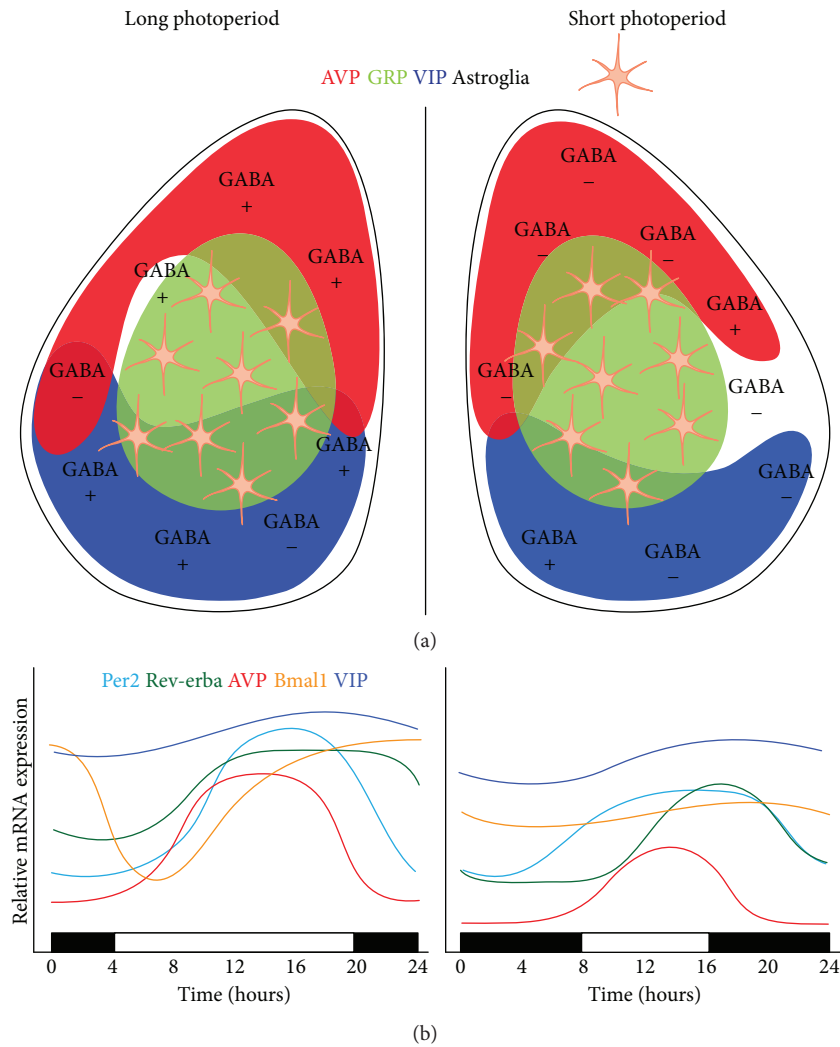 Long photoperiod
Short photoperiod
AVP GRP VIP Astroglia
GABA
+
GABA
+
GABA
+
GABA
–
GABA
+
GABA
+
GABA
+
GABA
–
GABA
–
GABA
–
GABA
–
GABA
+
GABA
–
GABA
–
GABA
–
GABA
+
GABA
–
(a)
Per2 Rev-erba AVP Bmal1 VIP
Relative mRNA expression
0 4 8 12 16 20 24
Time (hours)
0 4 8 12 16 20 24
Time (hours)
(b)